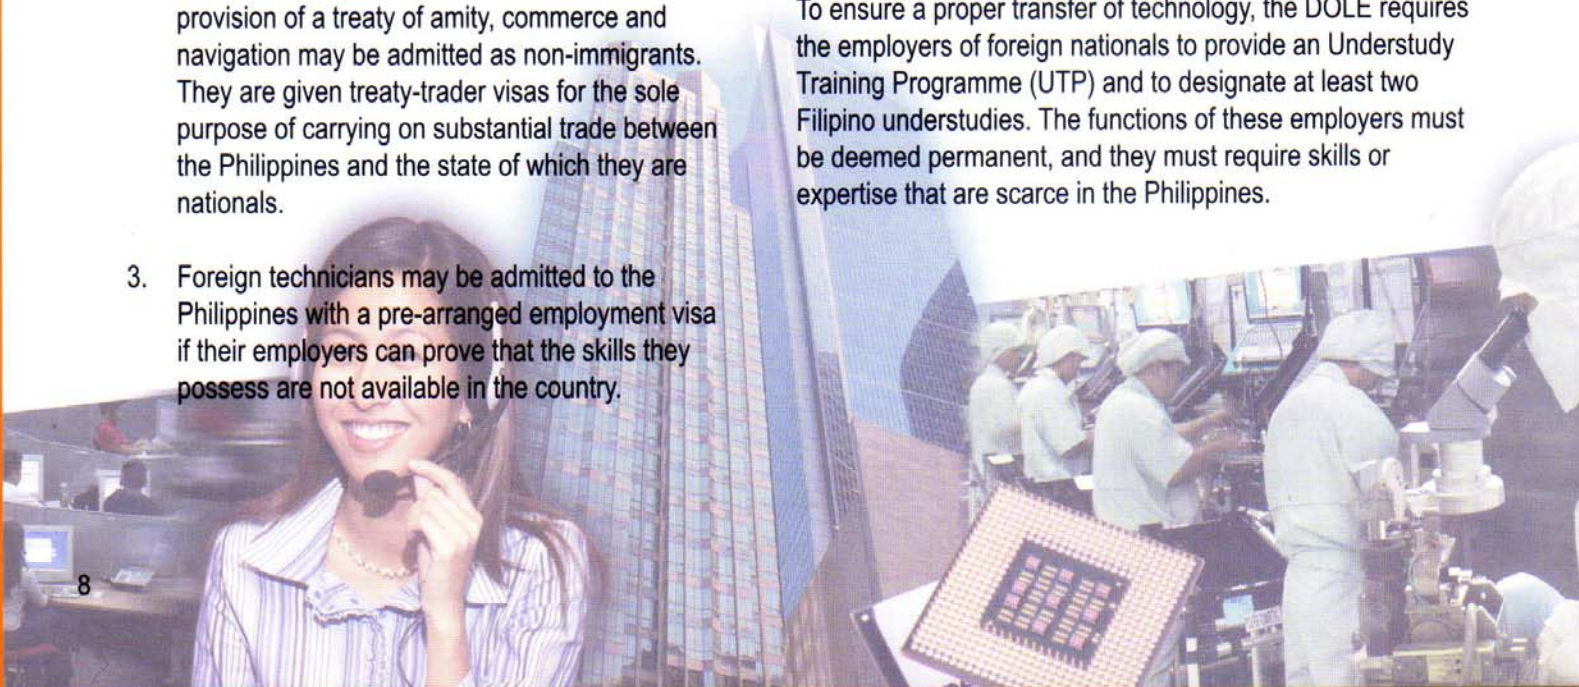 provision of a treaty of amity, commerce and
navigation may be admitted as non-immigrants.
They are given treaty-trader visas for the sole
purpose of carrying on substantial trade between
the Philippines and the state of which they are
nationals.
3. Foreign technicians may be admitted to the
Philippines with a pre-arranged employment visa
if their employers can prove that the skills they
possess are not available in the country.
To ensure a proper transfer of technology, the DOLE requires
the employers of foreign nationals to provide an Understudy
Training Programme (UTP) and to designate at least two
Filipino understudies. The functions of these employers must
be deemed permanent, and they must require skills or
expertise that are scarce in the Philippines.
8